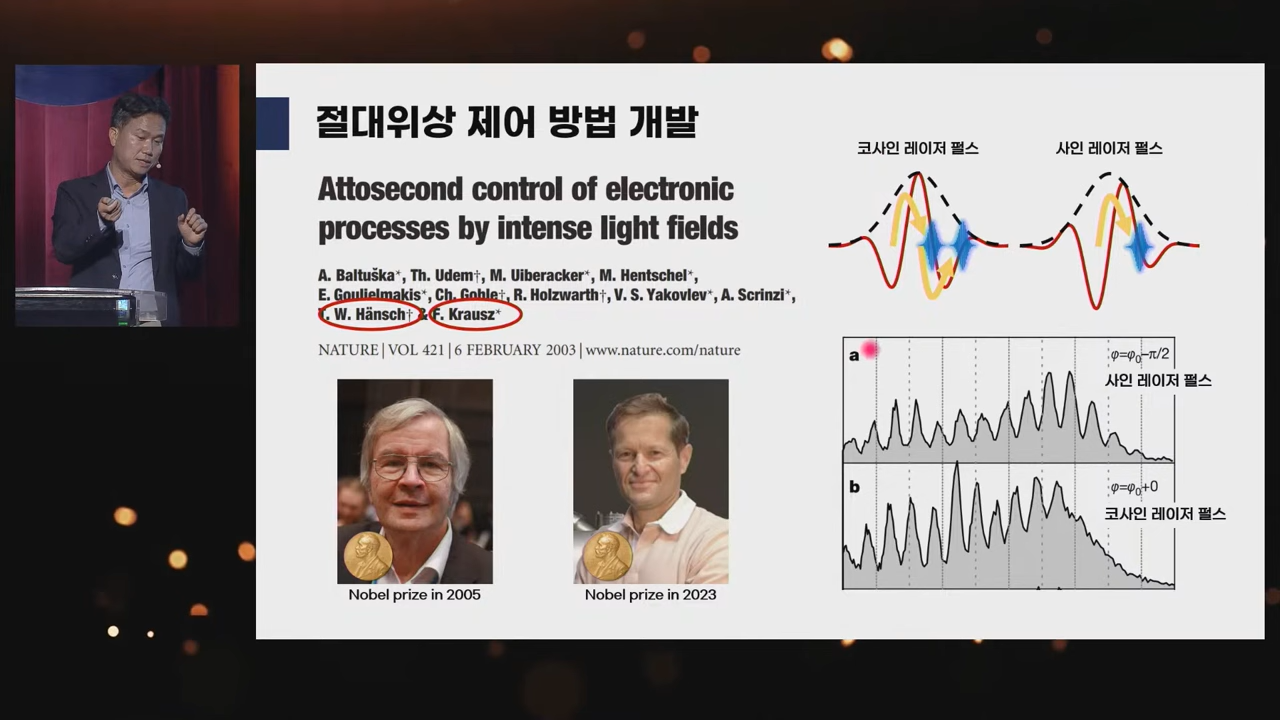 절대위상 제어 방법 개발
Attosecond control of electronic
processes by intense light fields
A. Baltuška*, Th. Udem†, M. Uiberacker*, M. Hentschel*,
E. Goulielmakis*, Ch. Gohle†, R. Holzwarth†, V. S. Yakovlev*, A. Scrinzi*,
T. W. Hänsch† & F. Krausz*
NATURE | VOL 421 | 6 FEBRUARY 2003 | www.nature.com/nature
Nobel prize in 2005
Nobel prize in 2023
코사인 레이저 펄스
사인 레이저 펄스
a
φ=φ0−π/2
사인 레이저 펄스
b
φ=φ0+0
코사인 레이저 펄스